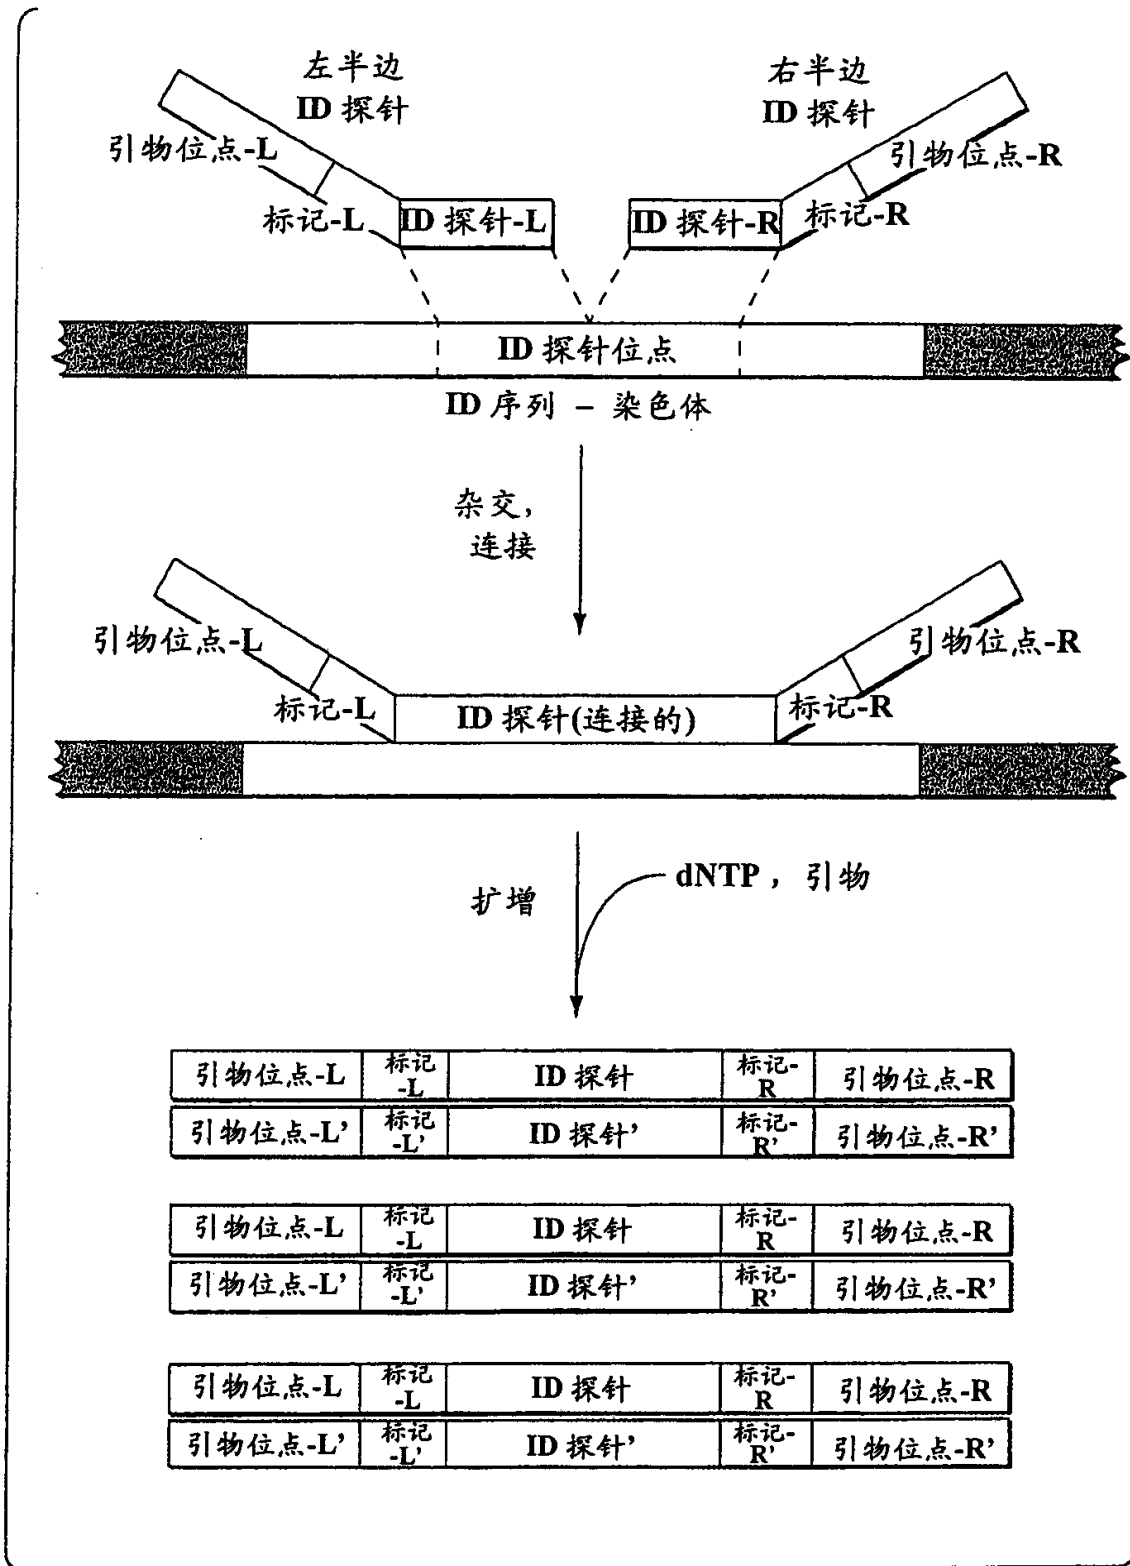 左半边
ID 探针
右半边
ID 探针
引物位点-L
引物位点-R
标记-L
ID 探针-L
ID 探针-R
标记-R
ID 探针位点
ID 序列 - 染色体
杂交,
连接
引物位点-L
引物位点-R
标记-L
ID 探针(连接的)
标记-R
扩增
dNTP , 引物
引物位点-L 标记-L ID 探针 标记-R 引物位点-R
引物位点-L' 标记-L' ID 探针' 标记-R' 引物位点-R'
引物位点-L 标记-L ID 探针 标记-R 引物位点-R
引物位点-L' 标记-L' ID 探针' 标记-R' 引物位点-R'
引物位点-L 标记-L ID 探针 标记-R 引物位点-R
引物位点-L' 标记-L' ID 探针' 标记-R' 引物位点-R'